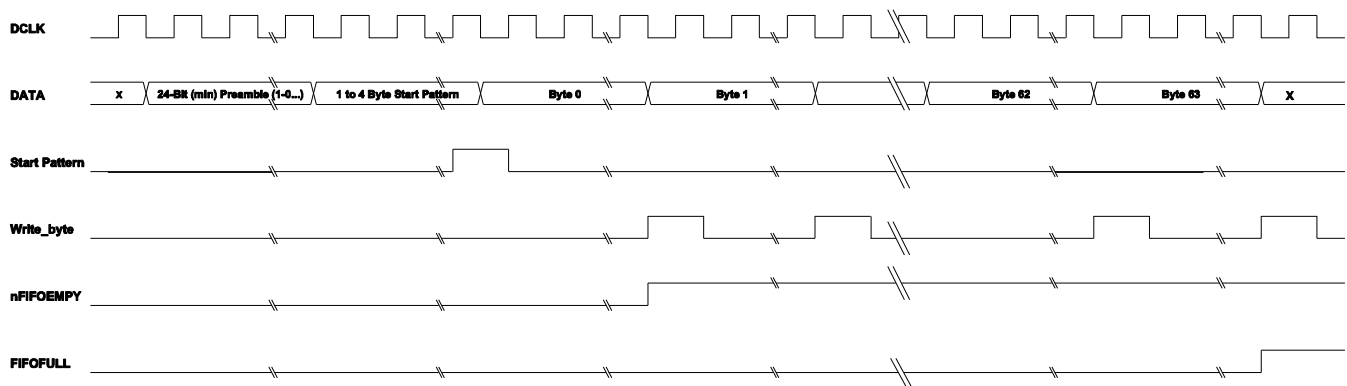 DCLK
DATA x 24-Bit (min) Preamble (1-0...) 1 to 4 Byte Start Pattern Byte 0 Byte 1 Byte 62 Byte 63 X
Start Pattern
Write_byte
nFIFOEMPY
FIFOFULL